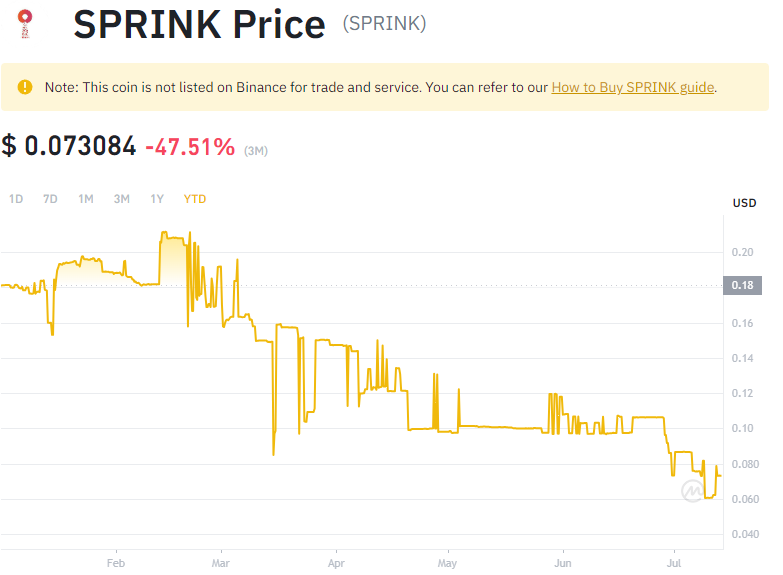 SPRINK Price (SPRINK)
Note: This coin is not listed on Binance for trade and service. You can refer to our How to Buy SPRINK guide.
$ 0.073084 -47.51% (3M)
1D 7D 1M 3M 1Y YTD
USD
0.20
0.18
0.16
0.14
0.12
0.10
0.080
0.060
0.040
Feb Mar Apr May Jun Jul